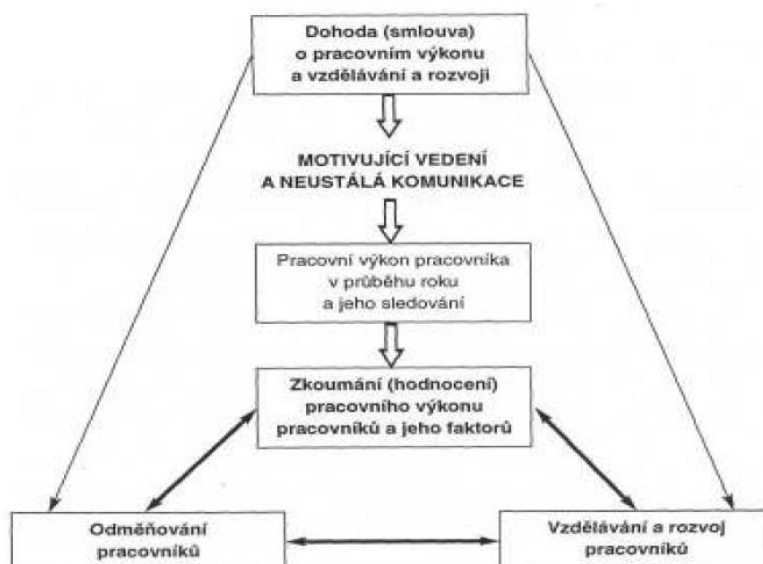 Dohoda (smlouva)
o pracovním výkonu
a vzdělávání a rozvoji
MOTIVUJÍCÍ VEDENÍ
A NEUSTÁLÁ KOMUNIKACE
Pracovní výkon pracovníka
v průběhu roku
a jeho sledování
Zkoumání (hodnocení)
pracovního výkonu
pracovníků a jeho faktorů
Odměňování
pracovníků
Vzdělávání a rozvoj
pracovníků